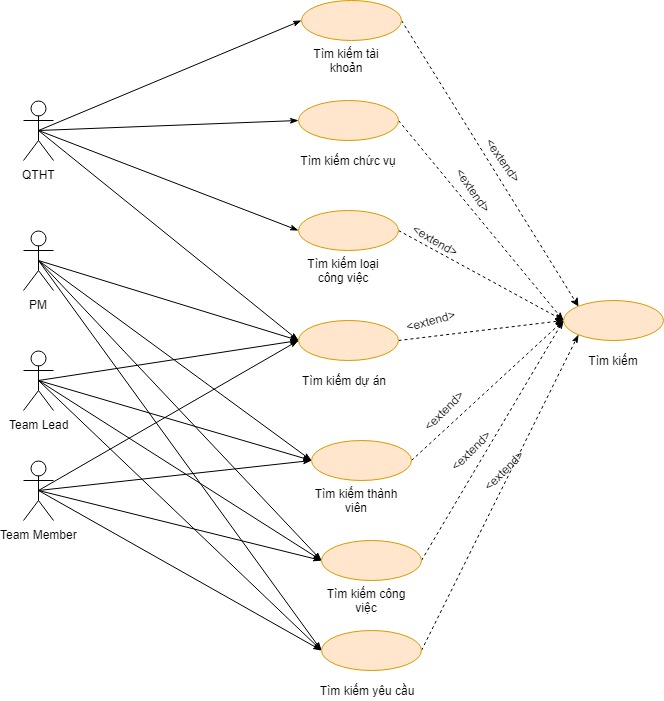 Tìm kiếm tài
khoản
<extend>
Tìm kiếm chức vụ
<extend>
QTHT
<extend>
Tìm kiếm loại
công việc
PM
<extend>
Tìm kiếm
Tìm kiếm dự án
Team Lead
<extend>
<extend>
<extend>
Tìm kiếm thành
viên
Team Member
Tìm kiếm công
việc
Tìm kiếm yêu cầu